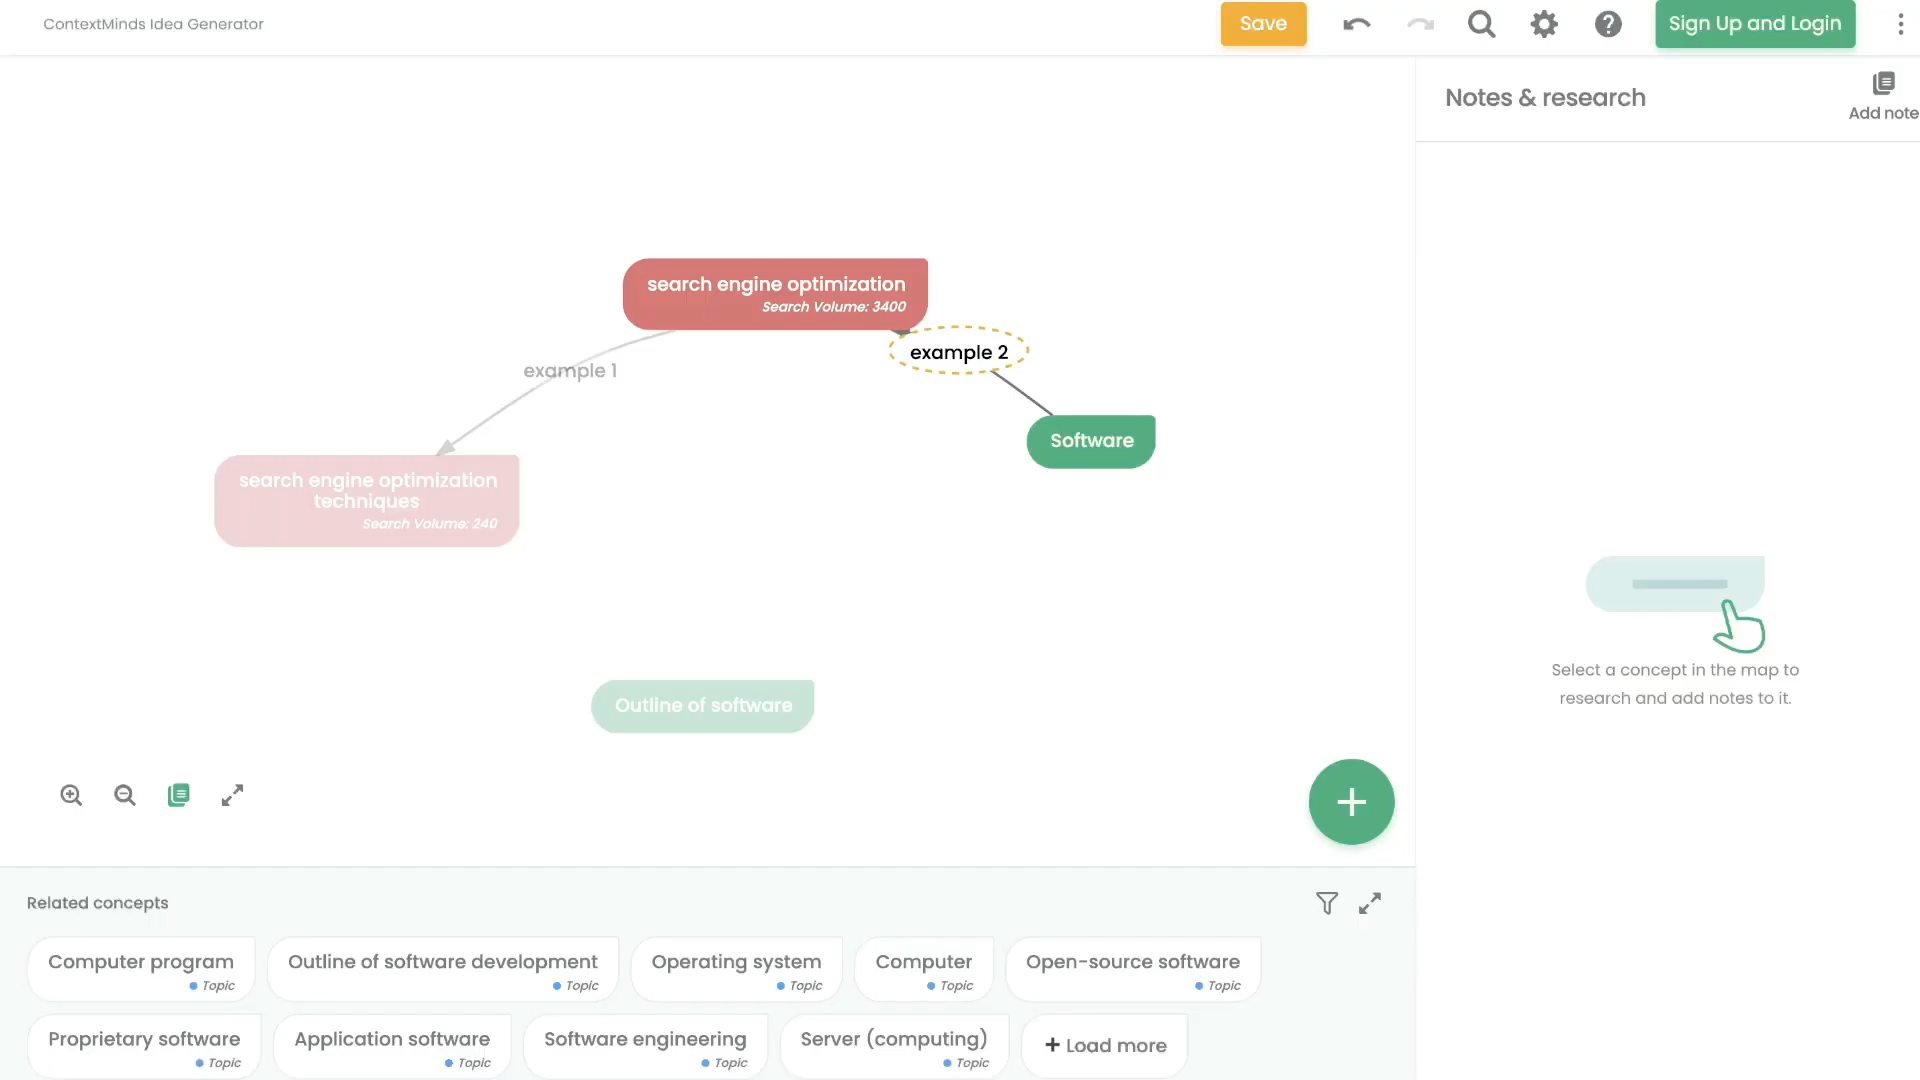 ContextMinds Idea Generator
Save
Sign Up and Login
Notes & research
Add note
search engine optimization
Search Volume: 3400
example 2
example 1
Software
search engine optimization
techniques
Search Volume: 240
Select a concept in the map to
research and add notes to it.
Outline of software
Related concepts
Computer program
Topic
Outline of software development
Topic
Operating system
Topic
Computer
Topic
Open-source software
Topic
Proprietary software
Topic
Application software
Topic
Software engineering
Topic
Server (computing)
Topic
+ Load more